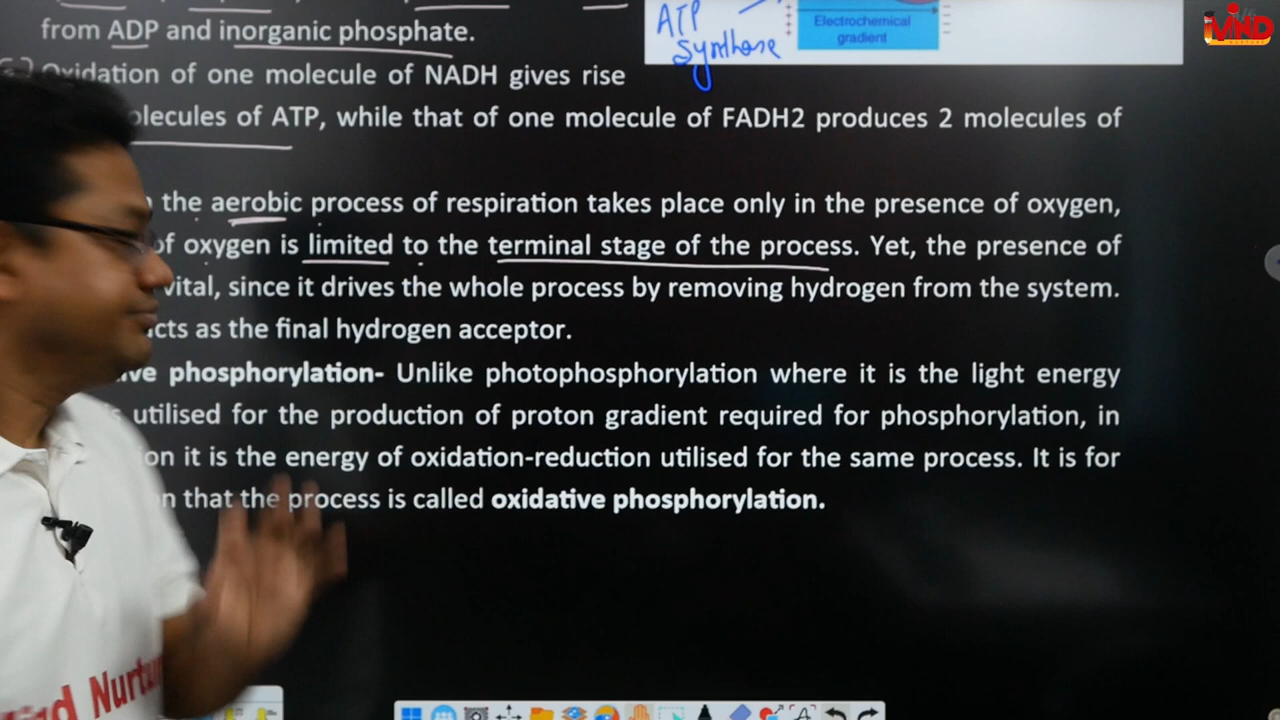 from ADP and inorganic phosphate.
ATP
synthase
Electrochemical
gradient
MIND
Oxidation of one molecule of NADH gives rise
olecules of ATP, while that of one molecule of FADH2 produces 2 molecules of
the aerobic process of respiration takes place only in the presence of oxygen,
of oxygen is limited to the terminal stage of the process. Yet, the presence of
vital, since it drives the whole process by removing hydrogen from the system.
acts as the final hydrogen acceptor.
ive phosphorylation- Unlike photophosphorylation where it is the light energy
utilised for the production of proton gradient required for phosphorylation, in
on it is the energy of oxidation-reduction utilised for the same process. It is for
that the process is called oxidative phosphorylation.
Mind Nurtu